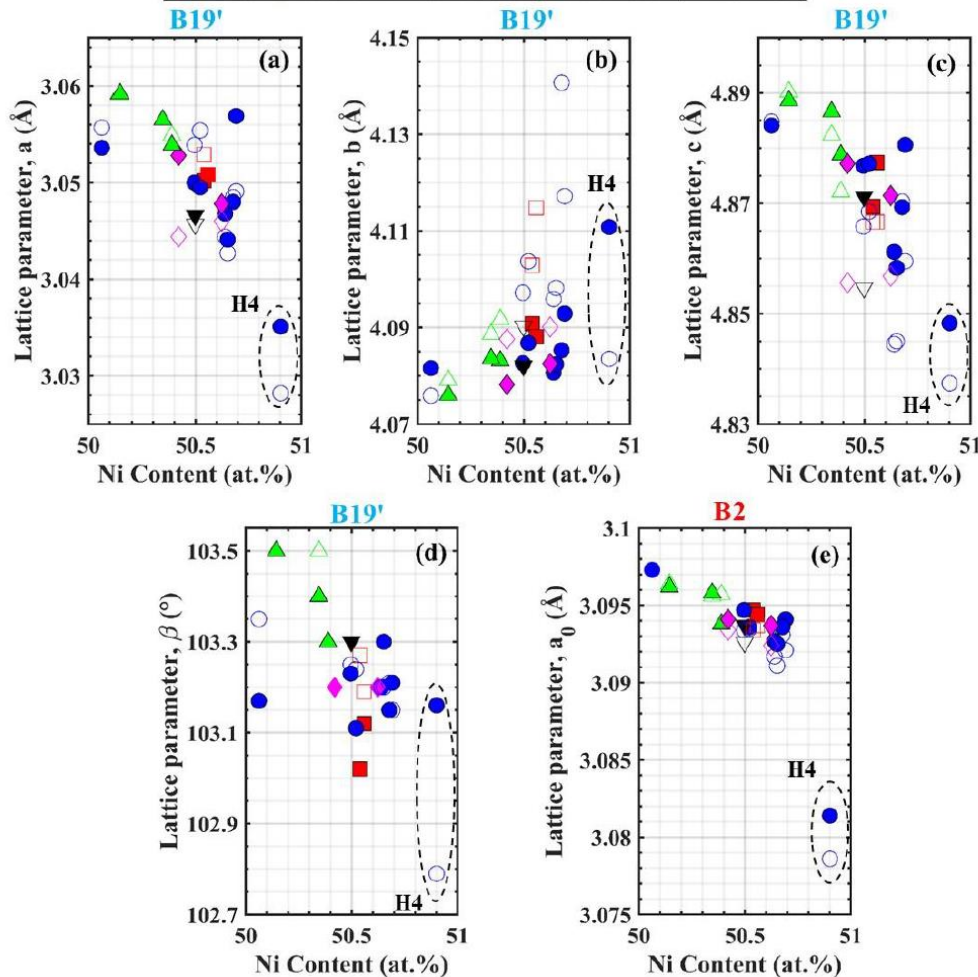 B19'
B19'
B19'
(a)
(b)
(c)
Lattice parameter, a (Å)
3.06
3.05
3.04
3.03
H4
50
50.5
51
Ni Content (at.%)
Lattice parameter, b (Å)
4.15
4.13
4.11
4.09
4.07
H4
50
50.5
51
Ni Content (at.%)
Lattice parameter, c (Å)
4.89
4.87
4.85
4.83
H4
50
50.5
51
Ni Content (at.%)
B19'
(d)
Lattice parameter, β (°)
103.5
103.3
103.1
102.9
102.7
H4
50
50.5
51
Ni Content (at.%)
B2
(e)
Lattice parameter, a₀ (Å)
3.1
3.095
3.09
3.085
3.08
3.075
H4
50
50.5
51
Ni Content (at.%)